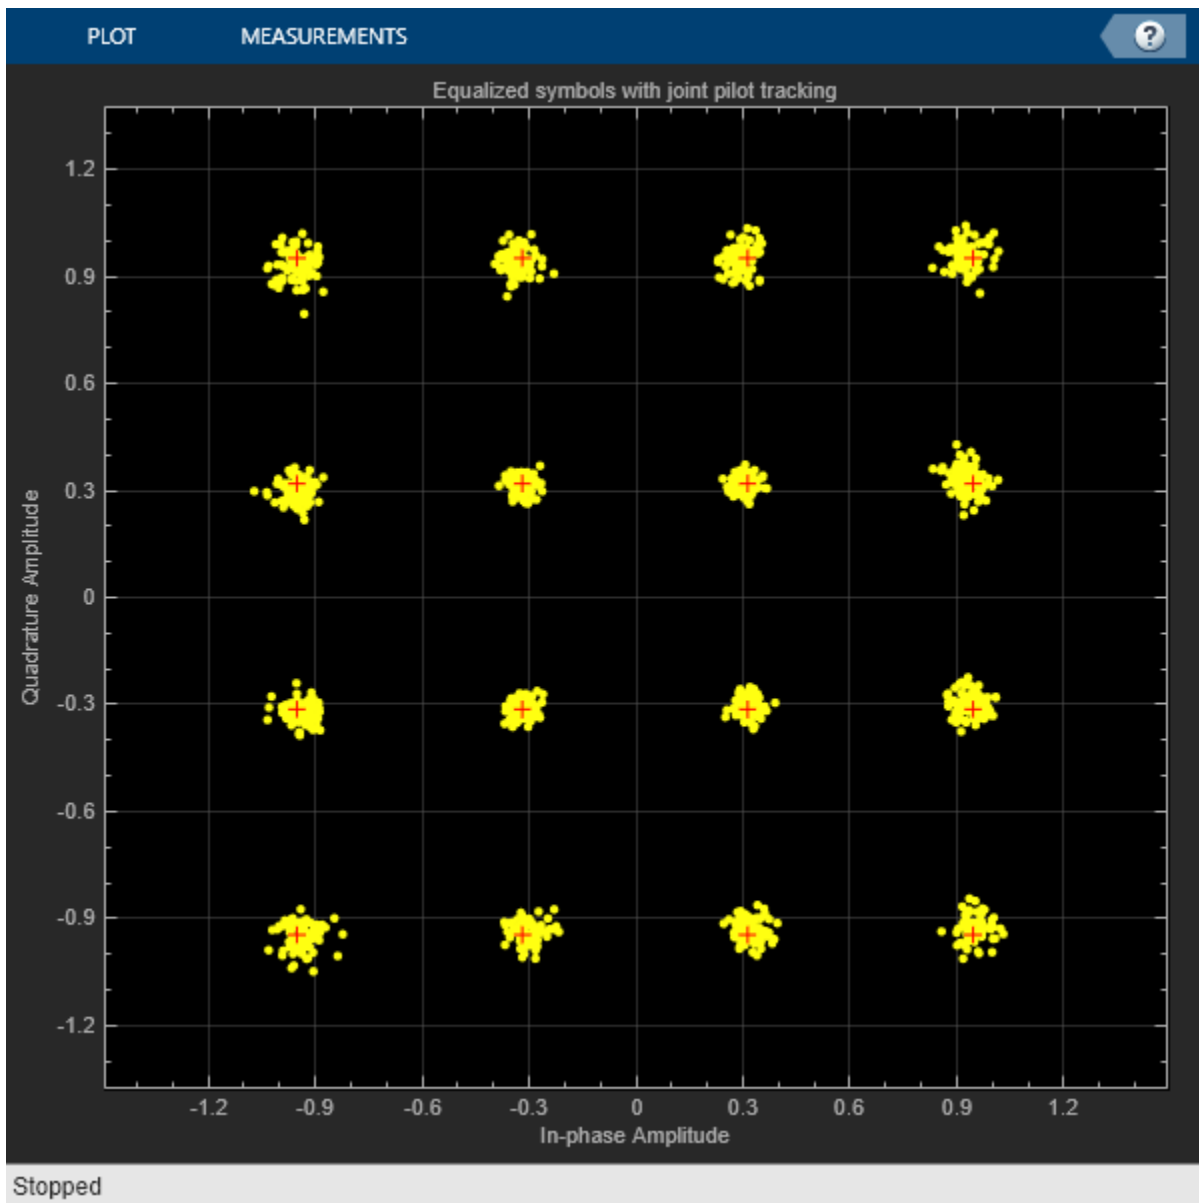 PLOT MEASUREMENTS ?
Equalized symbols with joint pilot tracking
1.2
0.9
0.6
0.3
0
-0.3
-0.6
-0.9
-1.2
Quadrature Amplitude
-1.2 -0.9 -0.6 -0.3 0 0.3 0.6 0.9 1.2
In-phase Amplitude
Stopped